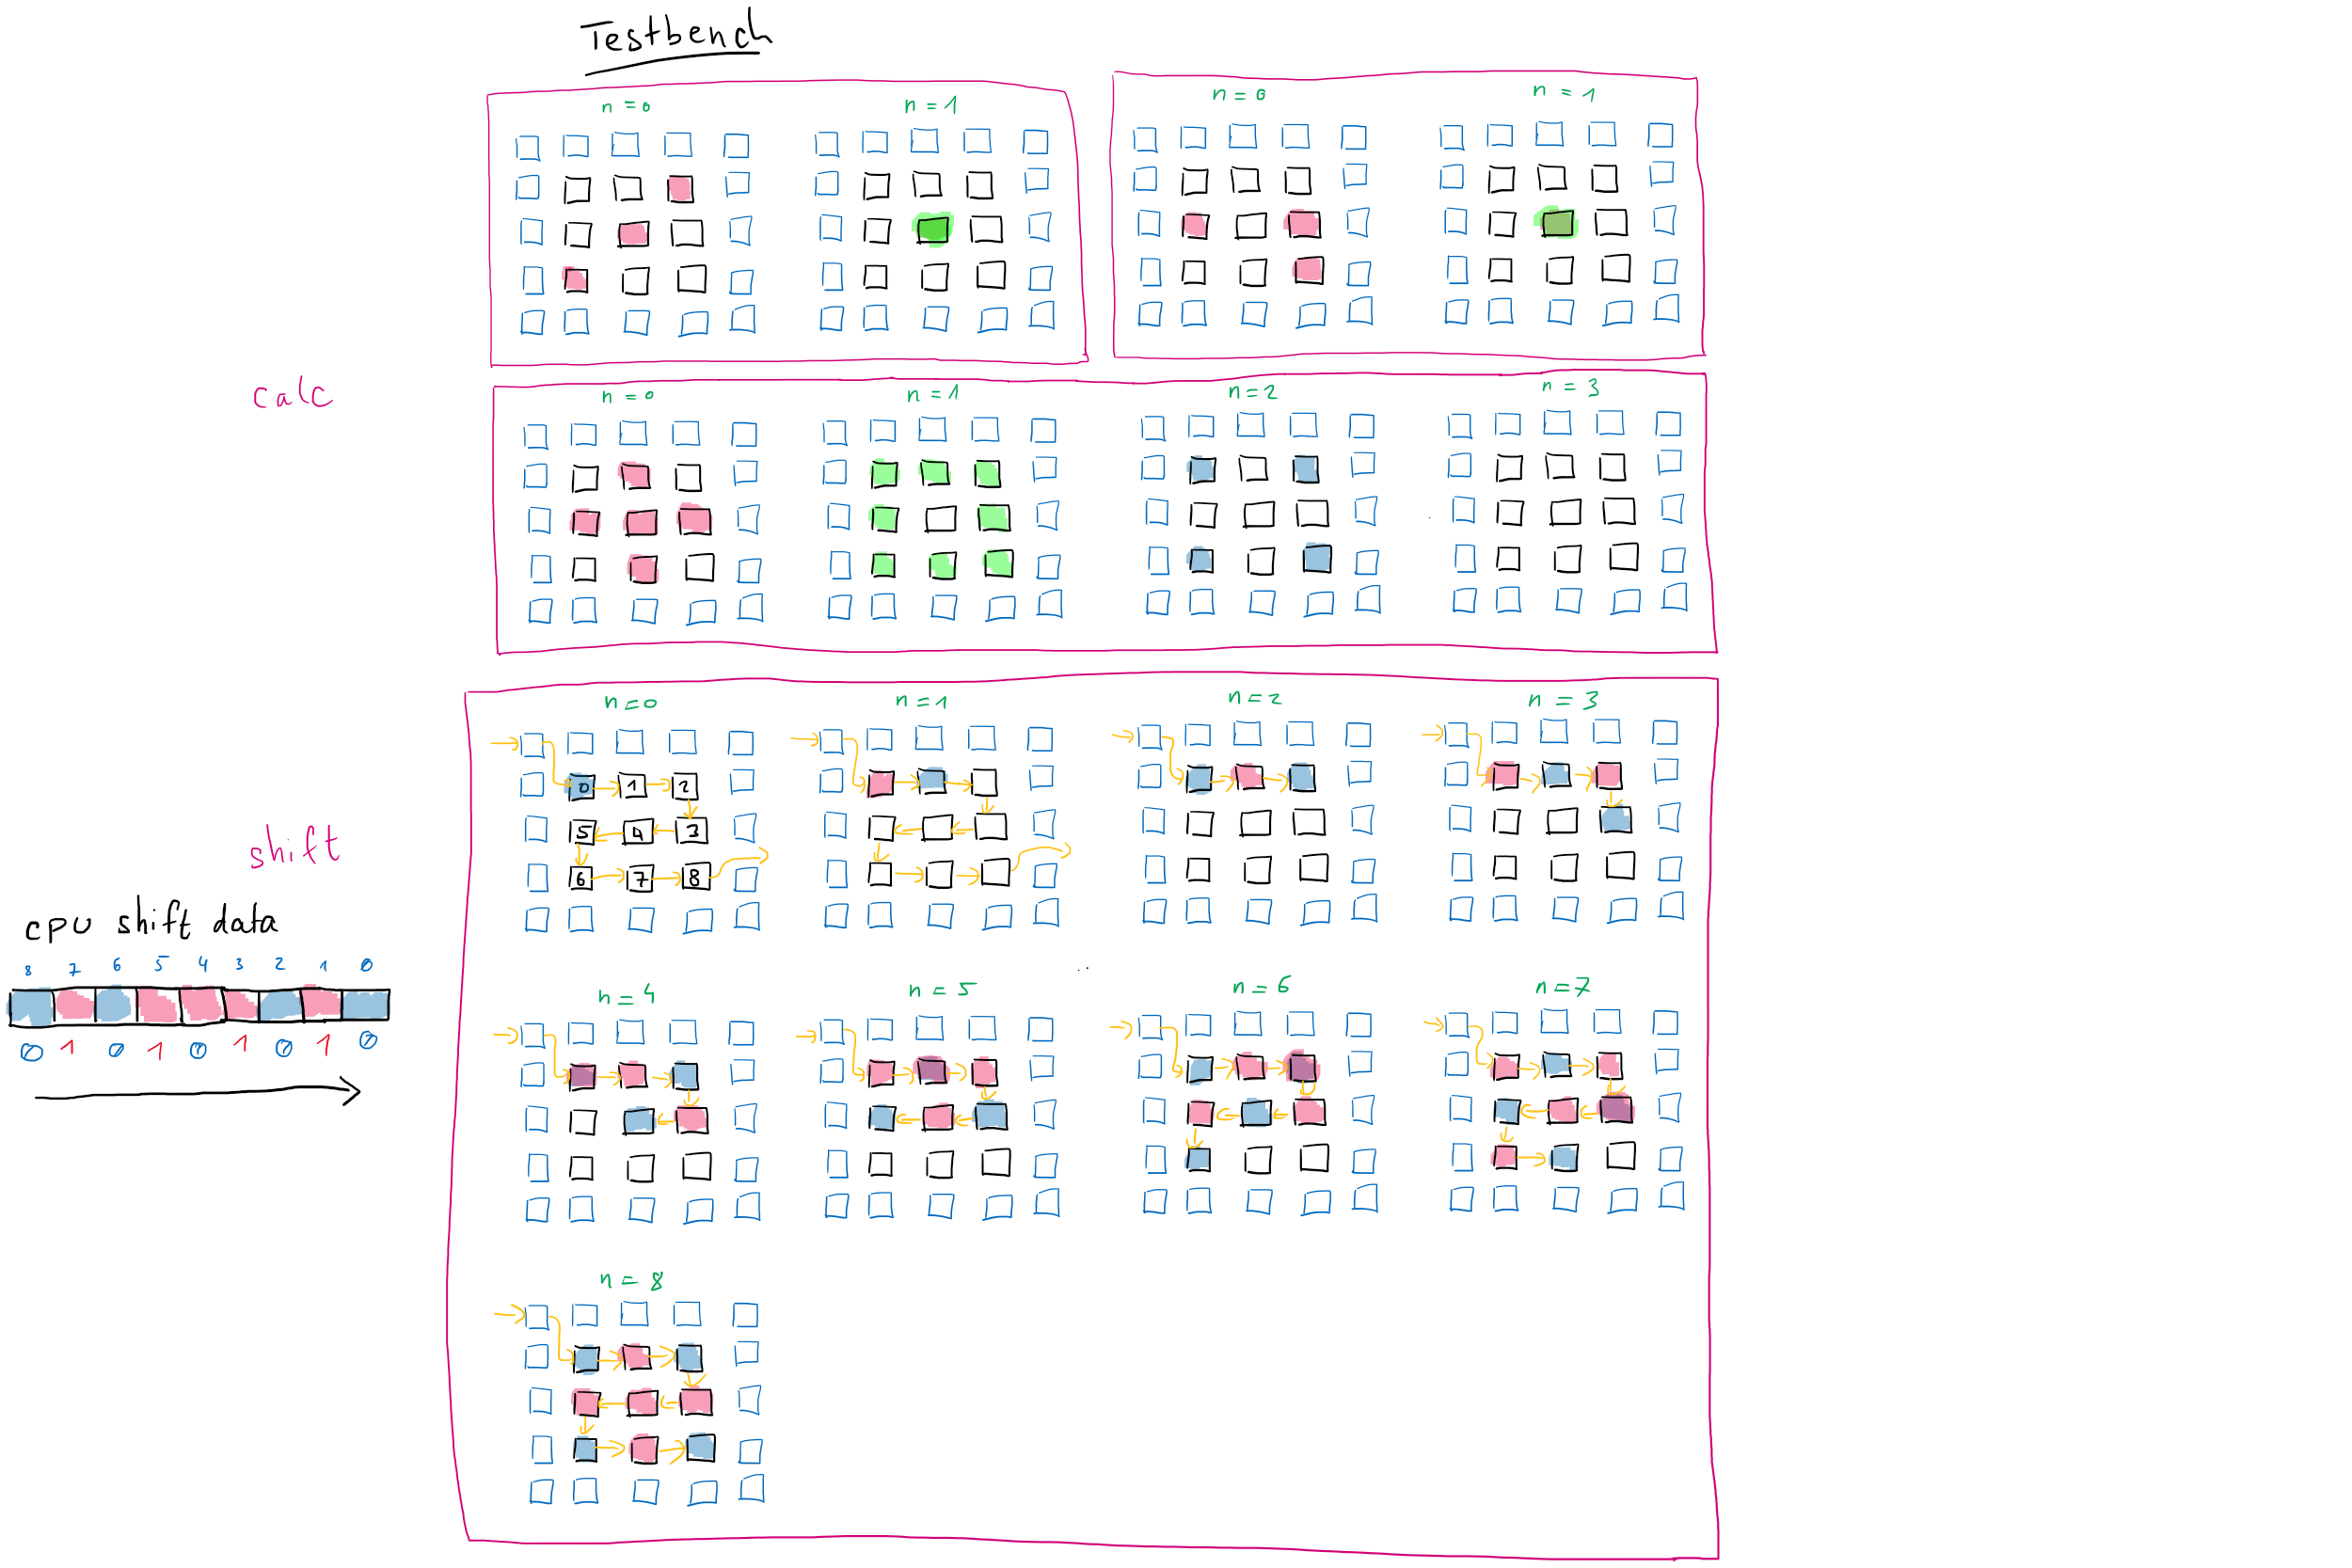 Testbench
n = 0 n = 1 n = 0 n = 1
calc
n = 0 n = 1 n = 2 n = 3
shift
n = 0 n = 1 n = 2 n = 3
0 1 2
5 4 3
6 7 8
cpu shift data
8 7 6 5 4 3 2 1 0
0 1 0 1 0 1 0 1 0
n = 4 n = 5 n = 6 n = 7
n = 8